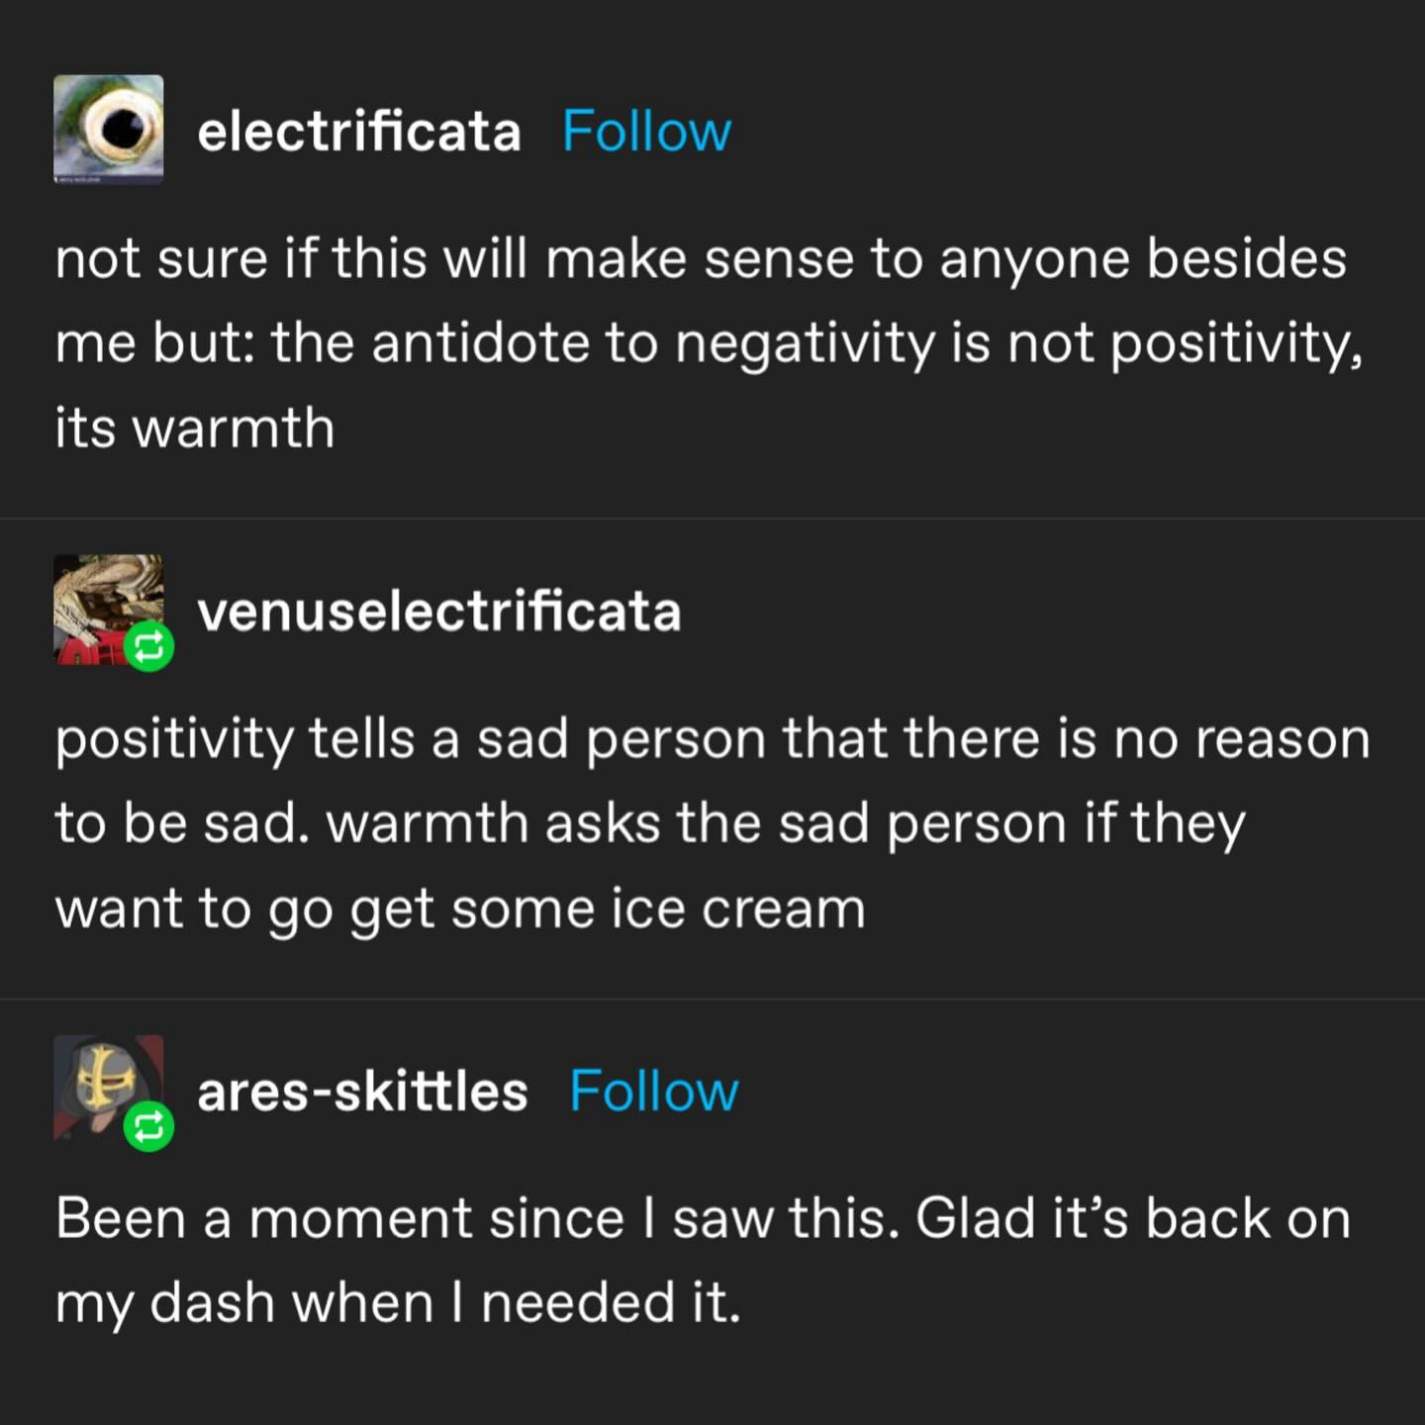 electrificata Follow
not sure if this will make sense to anyone besides
me but: the antidote to negativity is not positivity,
its warmth
venuselectrificata
positivity tells a sad person that there is no reason
to be sad. warmth asks the sad person if they
want to go get some ice cream
ares-skittles Follow
Been a moment since I saw this. Glad it’s back on
my dash when I needed it.